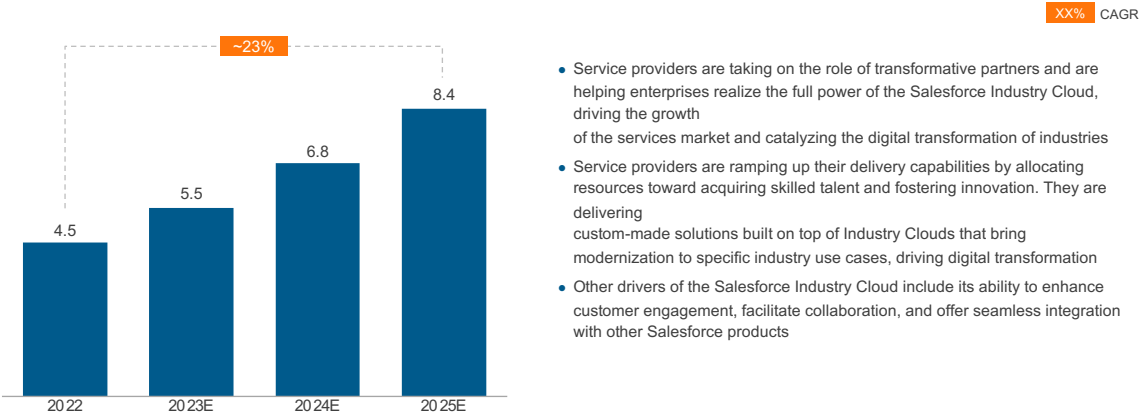 XX% CAGR
~23%
8.4
6.8
5.5
4.5
2022 2023E 2024E 2025E
● Service providers are taking on the role of transformative partners and are
helping enterprises realize the full power of the Salesforce Industry Cloud,
driving the growth
of the services market and catalyzing the digital transformation of industries
● Service providers are ramping up their delivery capabilities by allocating
resources toward acquiring skilled talent and fostering innovation. They are
delivering
custom-made solutions built on top of Industry Clouds that bring
modernization to specific industry use cases, driving digital transformation
● Other drivers of the Salesforce Industry Cloud include its ability to enhance
customer engagement, facilitate collaboration, and offer seamless integration
with other Salesforce products